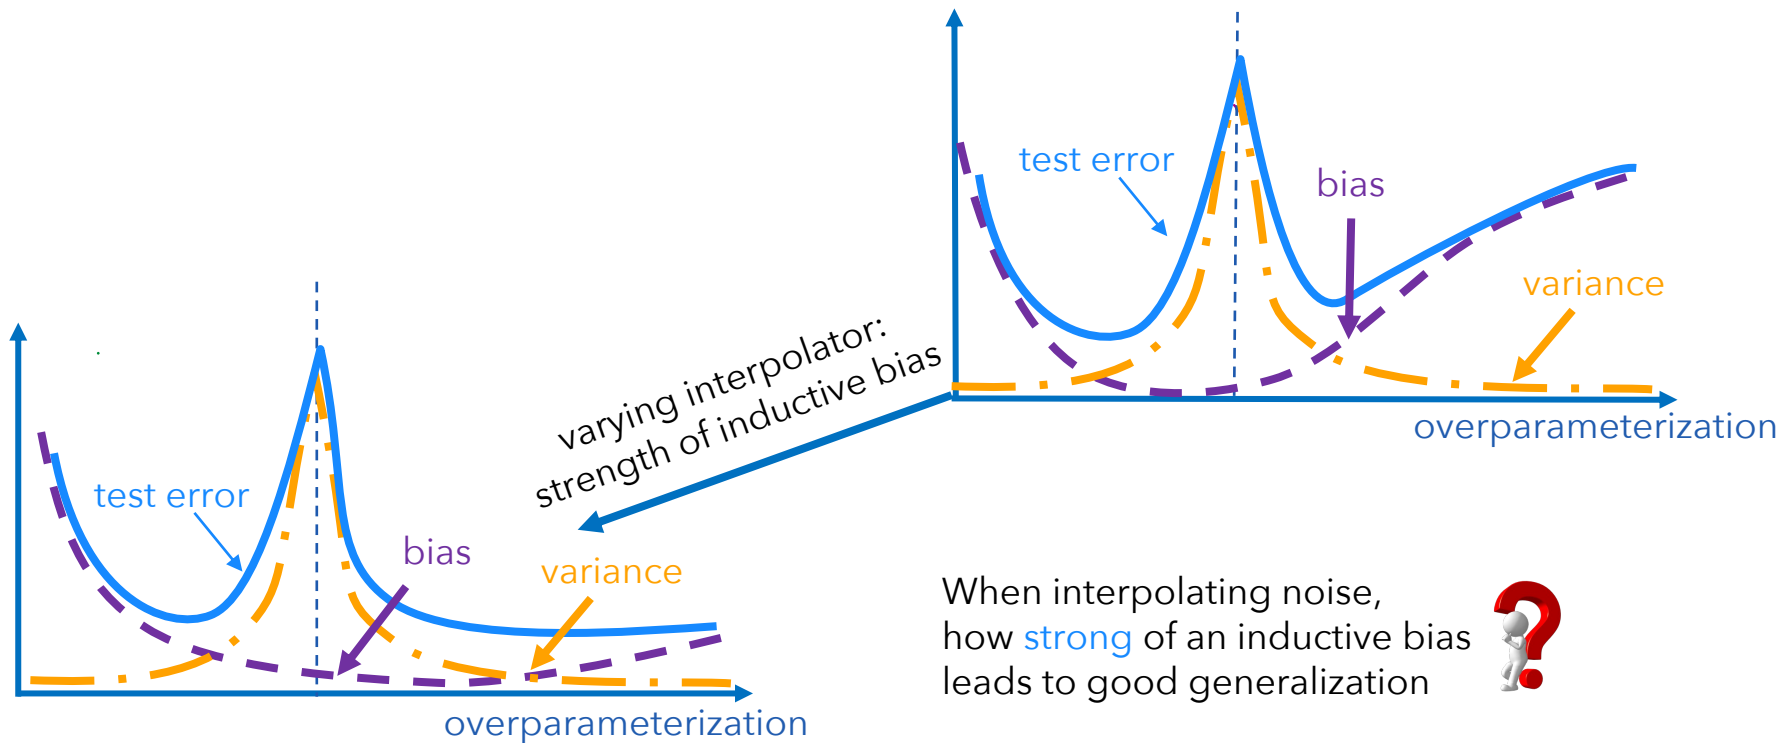 test error
bias
variance
overparameterization
varying interpolator:
strength of inductive bias
test error
bias
variance
overparameterization
When interpolating noise,
how strong of an inductive bias
leads to good generalization